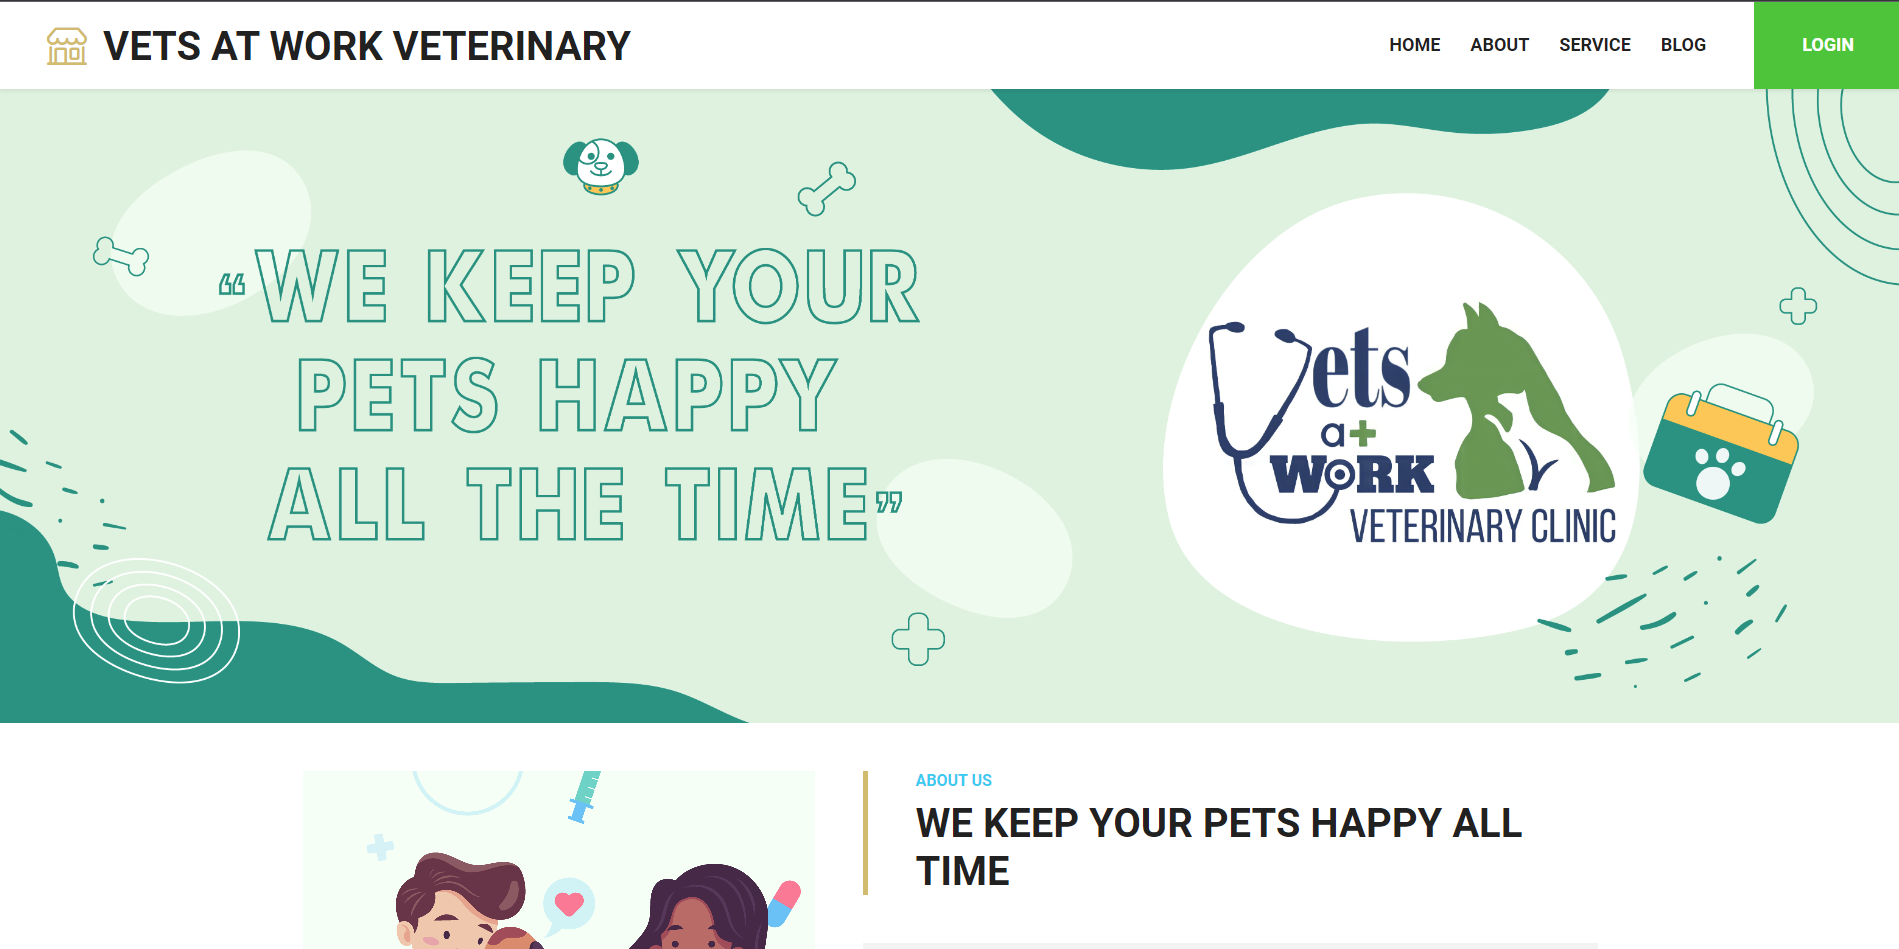 VETS AT WORK VETERINARY
HOME ABOUT SERVICE BLOG LOGIN
“WE KEEP YOUR
PETS HAPPY
ALL THE TIME”
Vets
at
WORK
VETERINARY CLINIC
ABOUT US
WE KEEP YOUR PETS HAPPY ALL
TIME